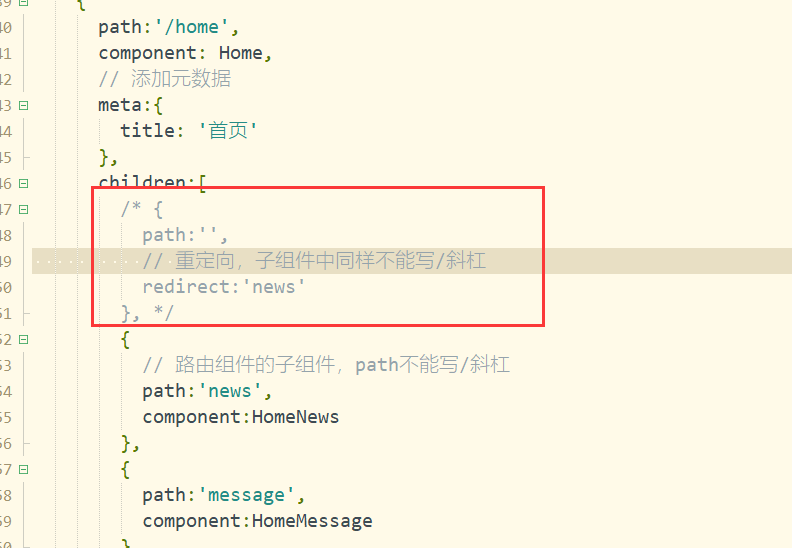 39 {
40 path:'/home',
41 component: Home,
42 // 添加元数据
43 meta:{
44 title: '首页'
45 },
46 children:[
47 /* {
48 path:'',
49 // 重定向，子组件中同样不能写/斜杠
50 redirect:'news'
51 }, */
52 {
53 // 路由组件的子组件，path不能写/斜杠
54 path:'news',
55 component:HomeNews
56 },
57 {
58 path:'message',
59 component:HomeMessage
60 }